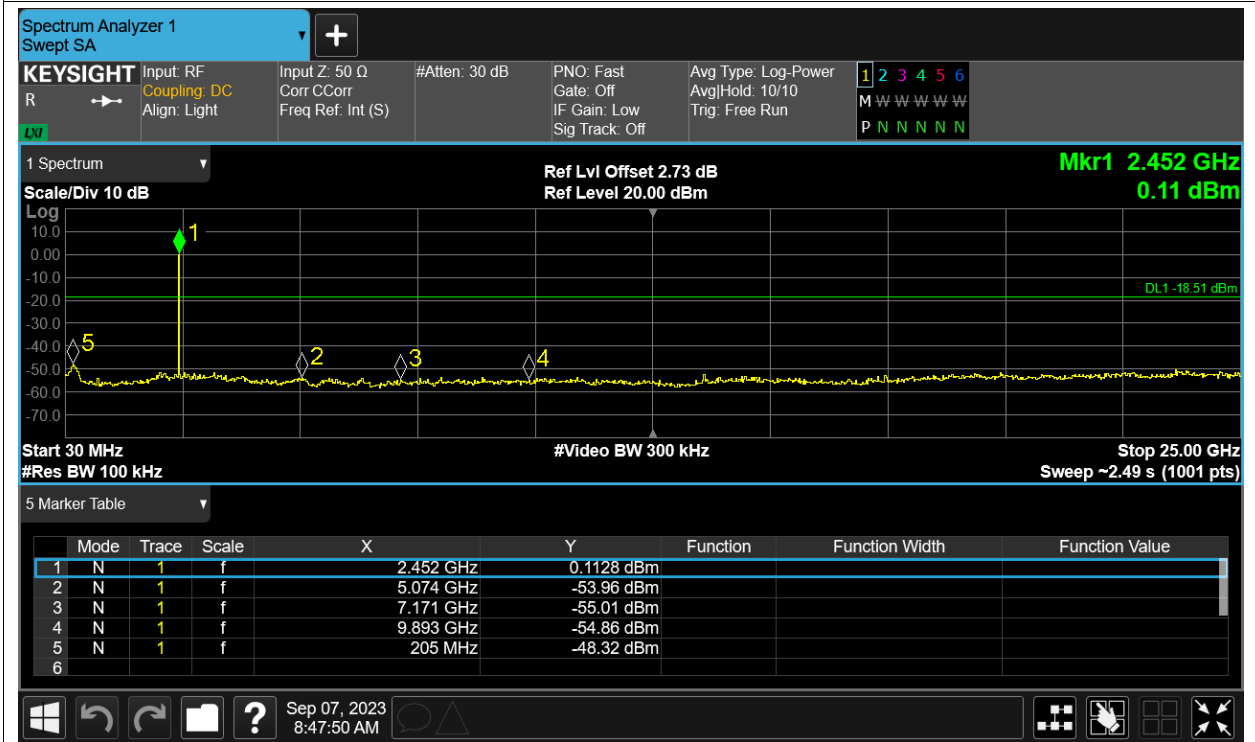 Spectrum Analyzer 1
Swept SA
KEYSIGHT Input: RF Input Z: 50 Ω #Atten: 30 dB PNO: Fast Avg Type: Log-Power 1 2 3 4 5 6
R Coupling: DC Corr CCorr Gate: Off Avg|Hold: 10/10 M W W W W W
Align: Light Freq Ref: Int (S) IF Gain: Low Trig: Free Run
LXI Sig Track: Off P N N N N N
1 Spectrum Ref Lvl Offset 2.73 dB Mkr1 2.452 GHz
Scale/Div 10 dB Ref Level 20.00 dBm 0.11 dBm
Log
10.0 1
0.00
-10.0
DL1 -18.51 dBm
-20.0
-30.0
-40.0 5 2 3 4
-50.0
-60.0
-70.0
Start 30 MHz #Video BW 300 kHz Stop 25.00 GHz
#Res BW 100 kHz Sweep ~2.49 s (1001 pts)
5 Marker Table
Mode Trace Scale X Y Function Function Width Function Value
1 N 1 f 2.452 GHz 0.1128 dBm
2 N 1 f 5.074 GHz -53.96 dBm
3 N 1 f 7.171 GHz -55.01 dBm
4 N 1 f 9.893 GHz -54.86 dBm
5 N 1 f 205 MHz -48.32 dBm
6
? Sep 07, 2023
8:47:50 AM